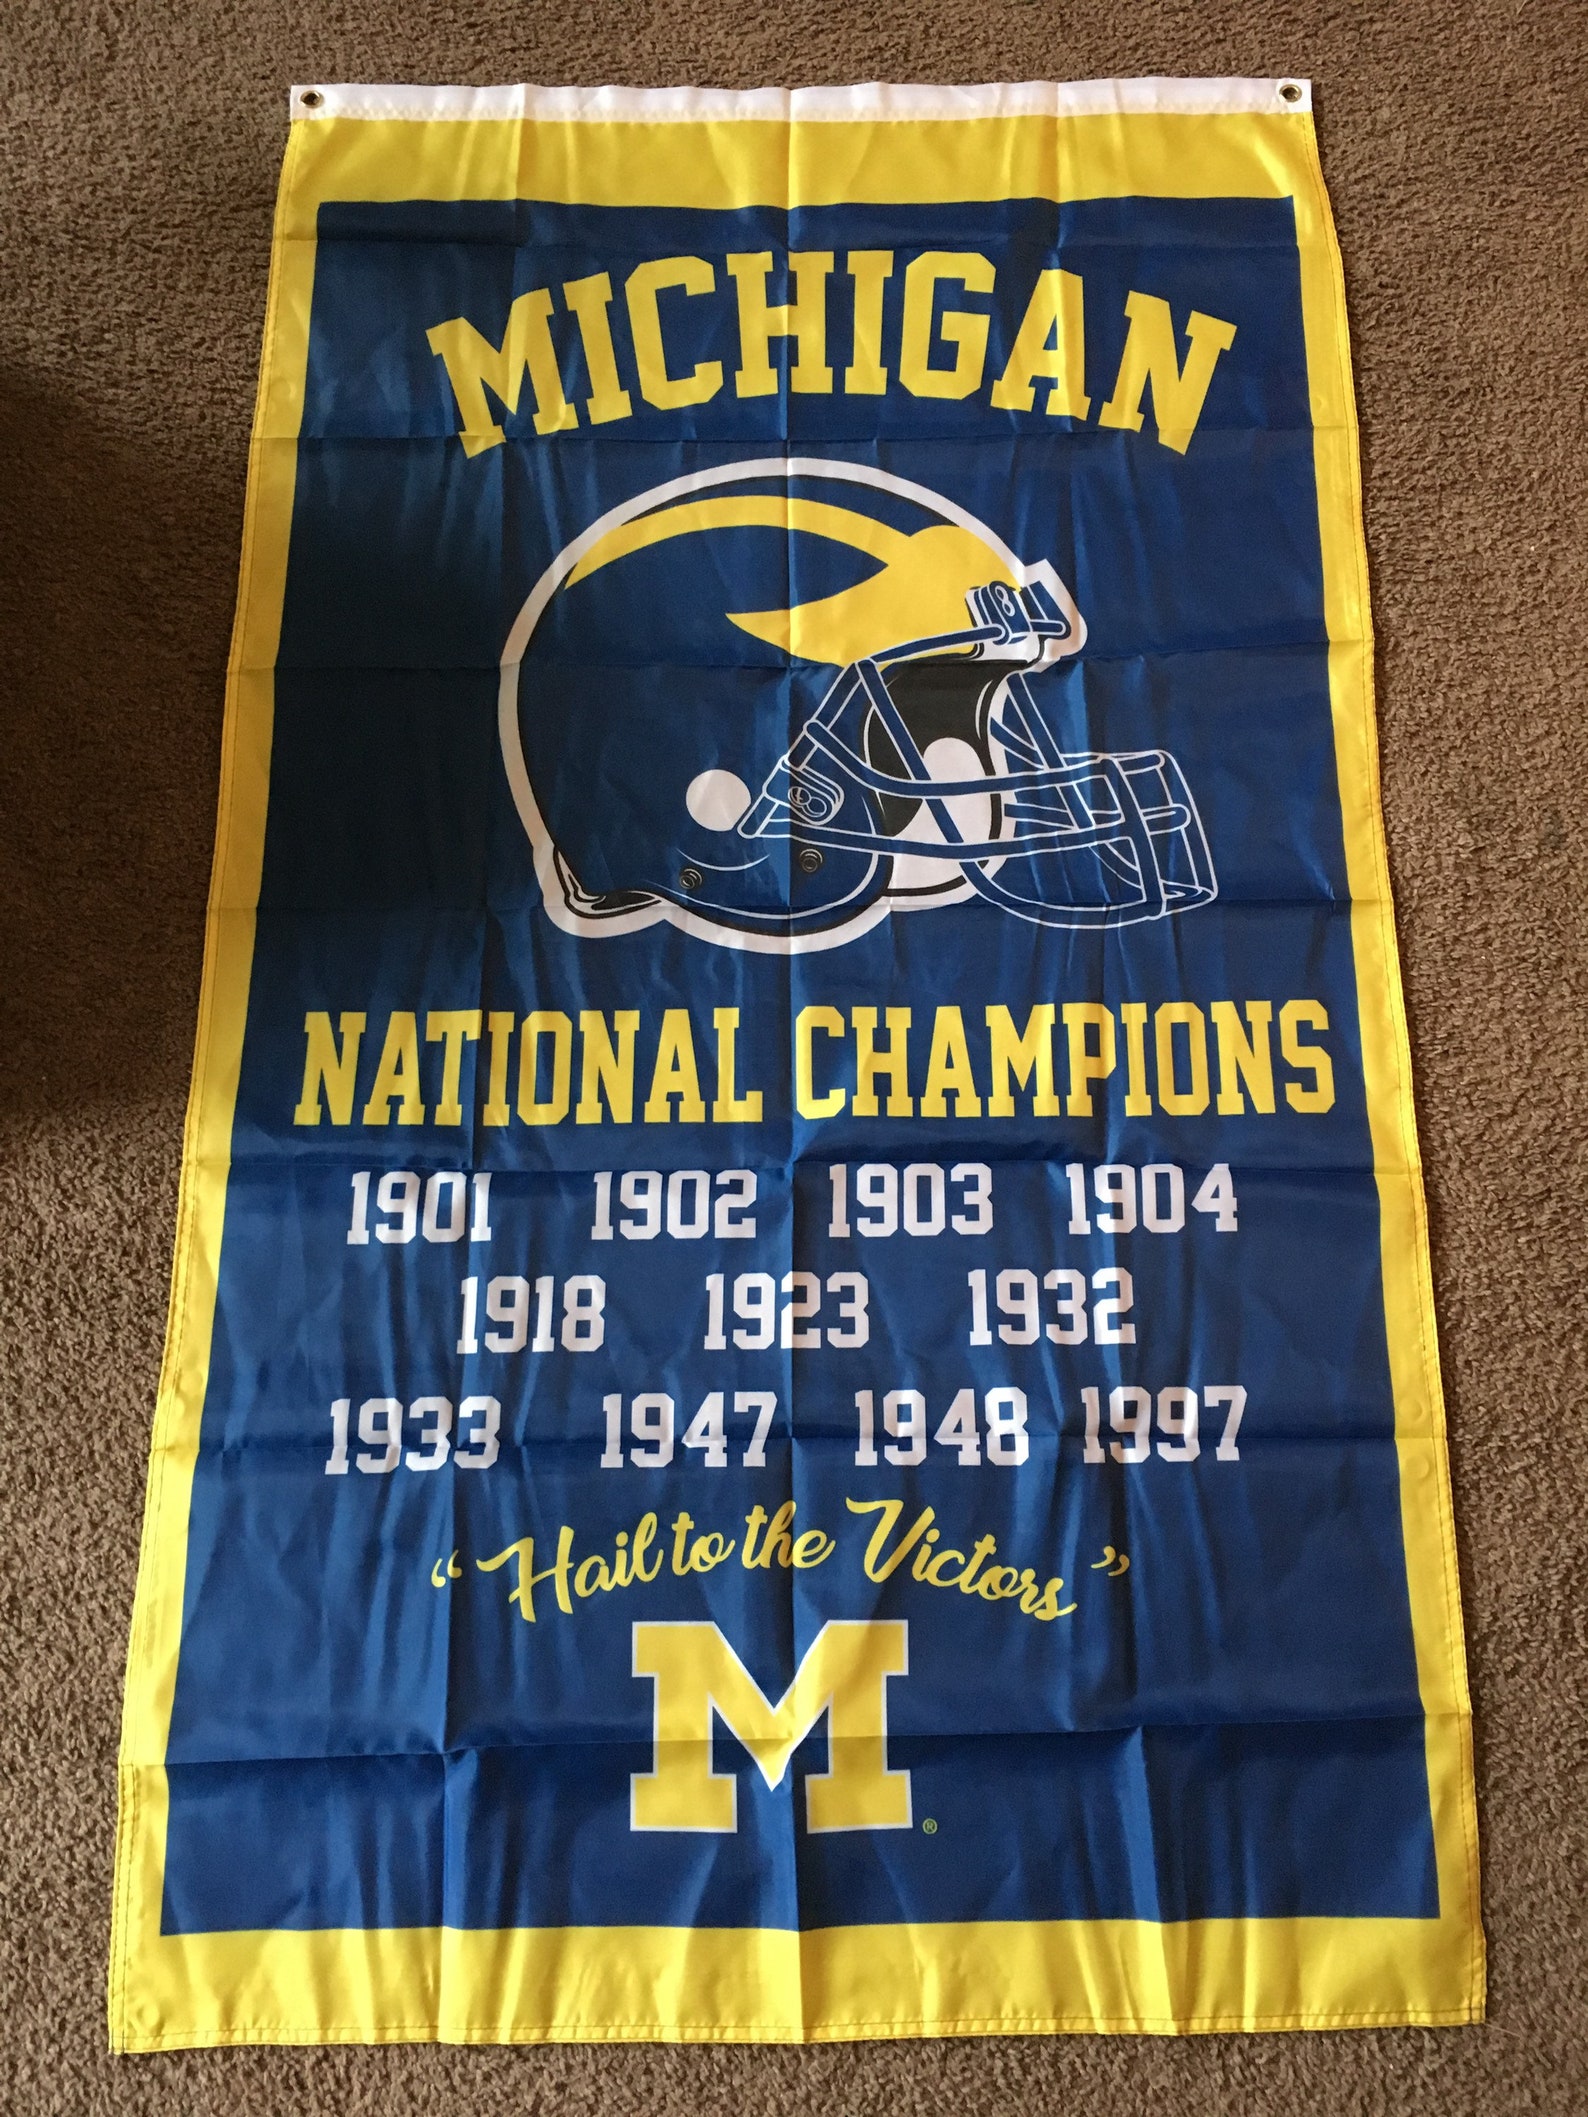 MICHIGAN
NATIONAL CHAMPIONS
1901 1902 1903 1904
1918 1923 1932
1933 1947 1948 1997
“Hail to the Victors”
M
®